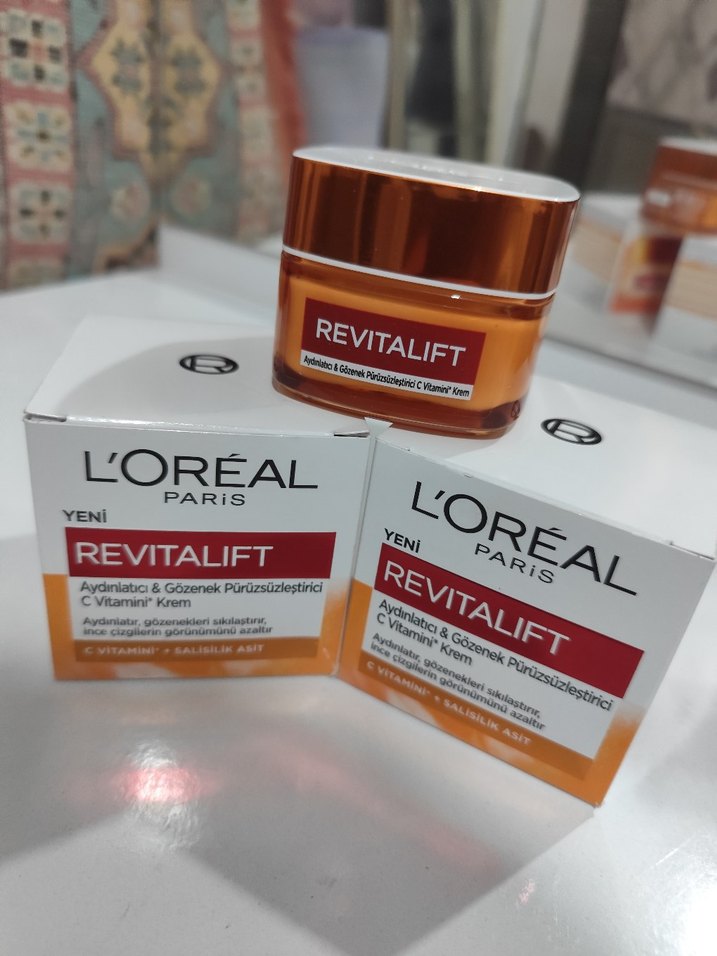 REVITALIFT
Aydınlatıcı & Gözenek Pürüzsüzleştirici C Vitamini* Krem
L'ORÉAL
PARiS
YENİ
REVITALIFT
Aydınlatıcı & Gözenek Pürüzsüzleştirici
C Vitamini* Krem
Aydınlatır, gözenekleri sıkılaştırır,
ince çizgilerin görünümünü azaltır
C VİTAMİNİ* + SALİSİLİK ASİT
L'ORÉAL
PARiS
YENİ
REVITALIFT
Aydınlatıcı & Gözenek Pürüzsüzleştirici
C Vitamini* Krem
Aydınlatır, gözenekleri sıkılaştırır,
ince çizgilerin görünümünü azaltır
C VİTAMİNİ* + SALİSİLİK ASİT